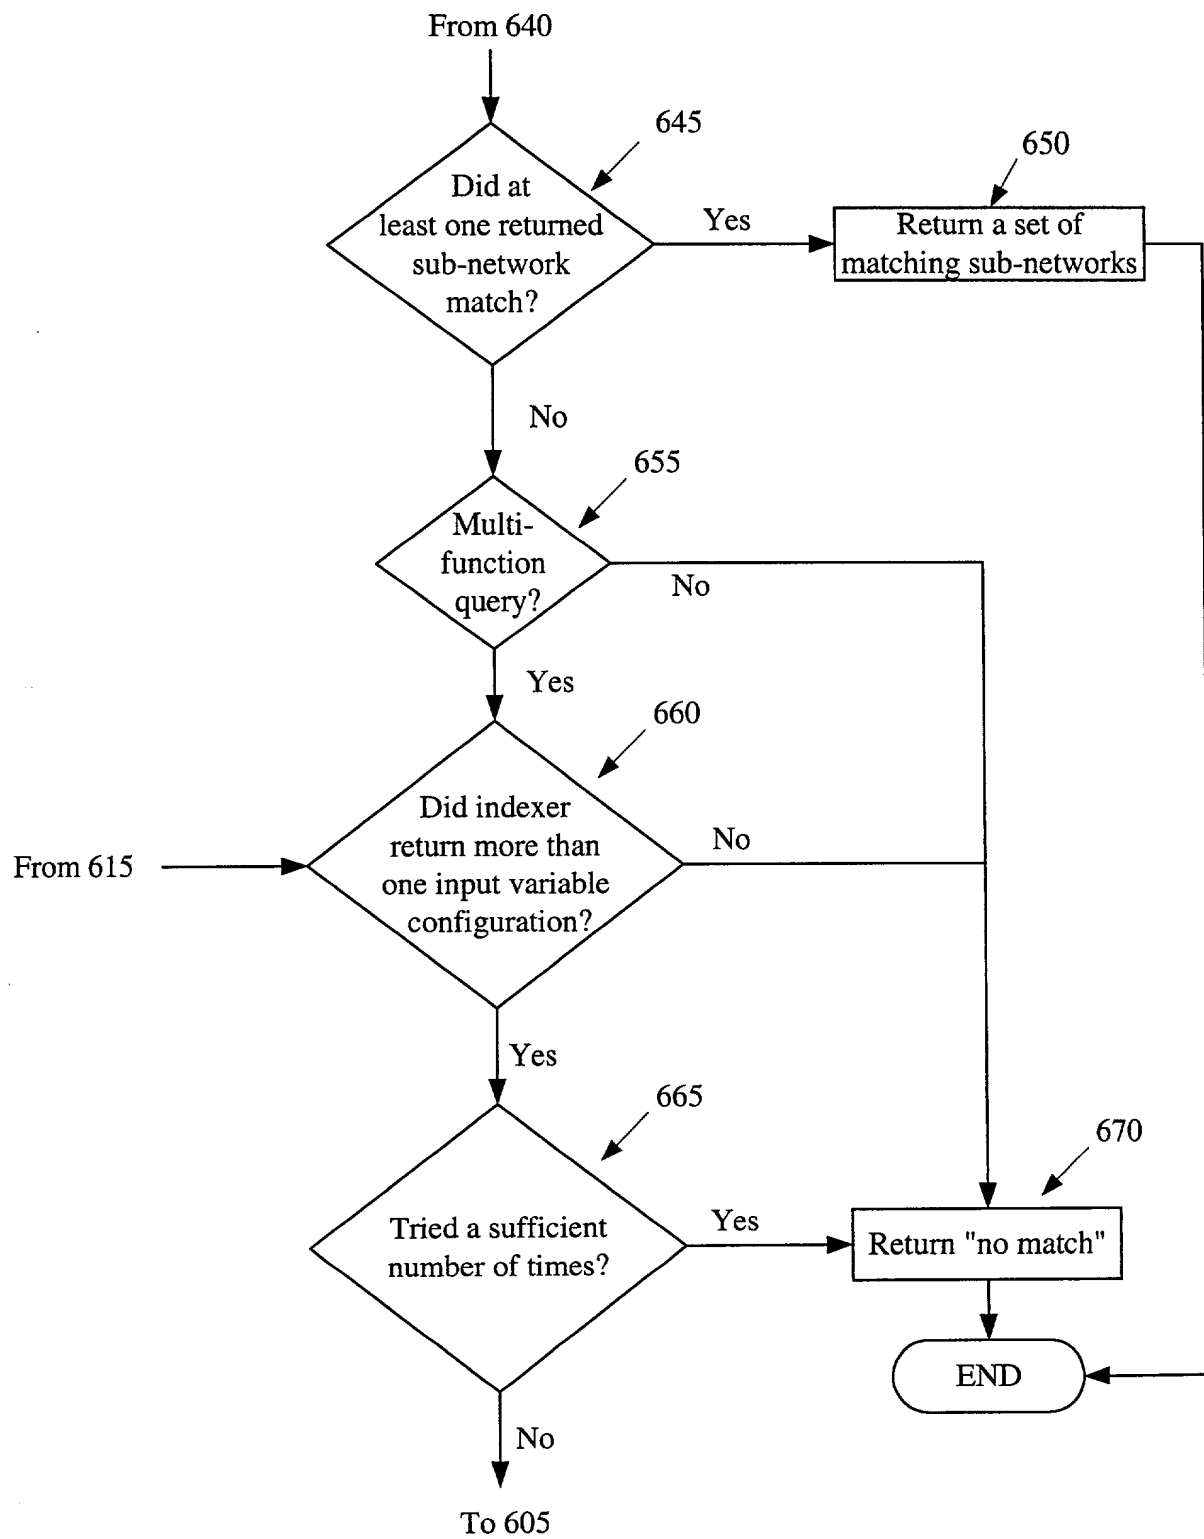 From 640
645
650
Did at
least one returned
sub-network
match?
Yes
Return a set of
matching sub-networks
No
655
Multi-
function
query?
No
Yes
660
Did indexer
return more than
one input variable
configuration?
No
From 615
Yes
665
670
Tried a sufficient
number of times?
Yes
Return "no match"
END
No
To 605